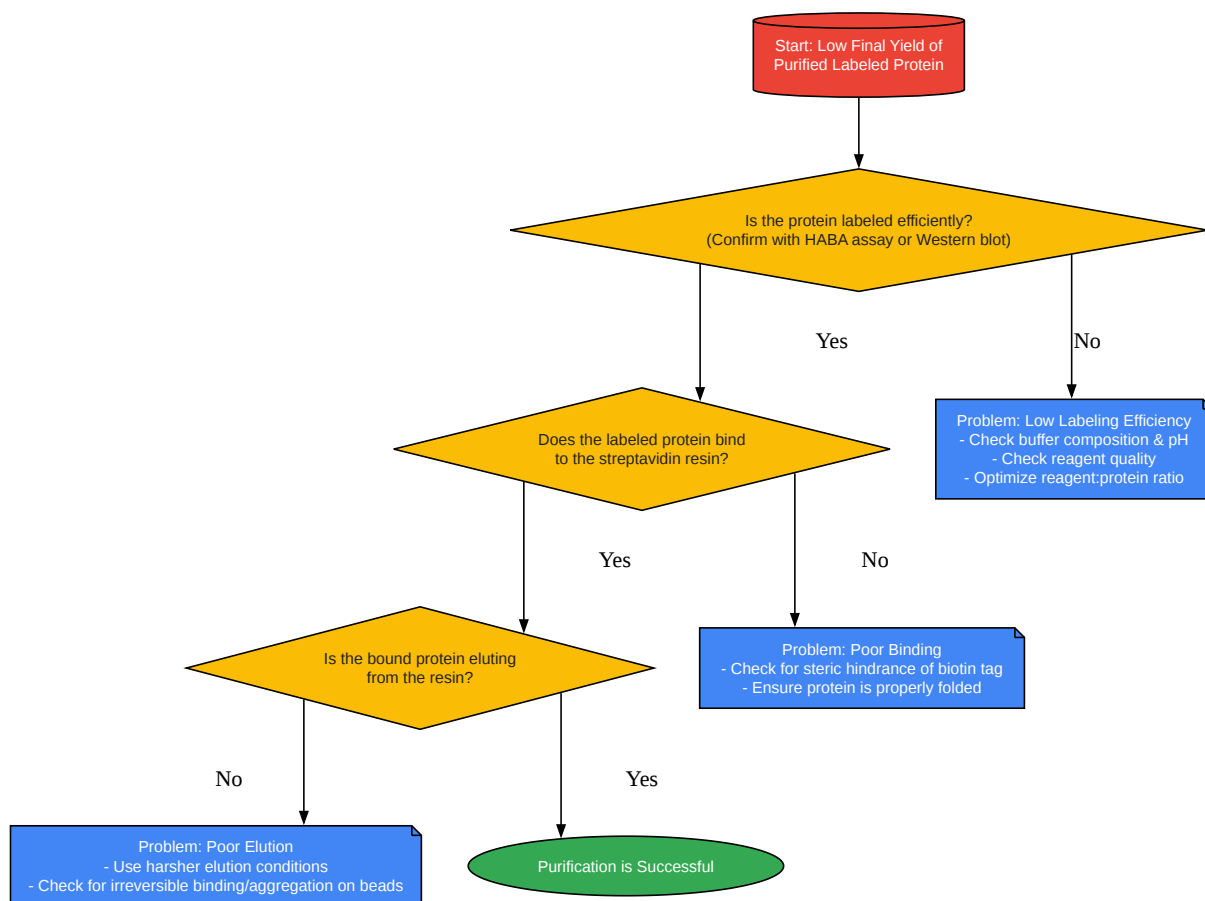 Start: Low Final Yield of
Purified Labeled Protein
Is the protein labeled efficiently?
(Confirm with HABA assay or Western blot)
Yes
No
Problem: Low Labeling Efficiency
- Check buffer composition & pH
- Check reagent quality
- Optimize reagent:protein ratio
Does the labeled protein bind
to the streptavidin resin?
Yes
No
Problem: Poor Binding
- Check for steric hindrance of biotin tag
- Ensure protein is properly folded
Is the bound protein eluting
from the resin?
No
Yes
Problem: Poor Elution
- Use harsher elution conditions
- Check for irreversible binding/aggregation on beads
Purification is Successful